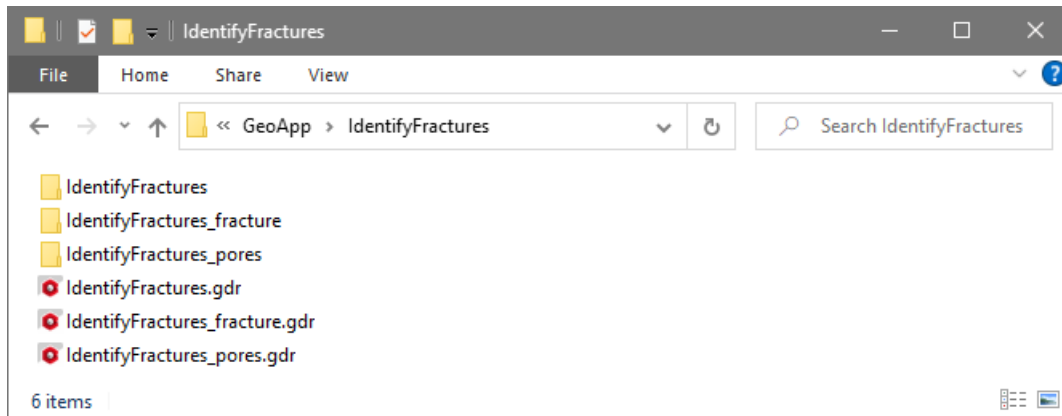 IdentifyFractures
File Home Share View ?
« GeoApp › IdentifyFractures Search IdentifyFractures
IdentifyFractures
IdentifyFractures_fracture
IdentifyFractures_pores
IdentifyFractures.gdr
IdentifyFractures_fracture.gdr
IdentifyFractures_pores.gdr
6 items